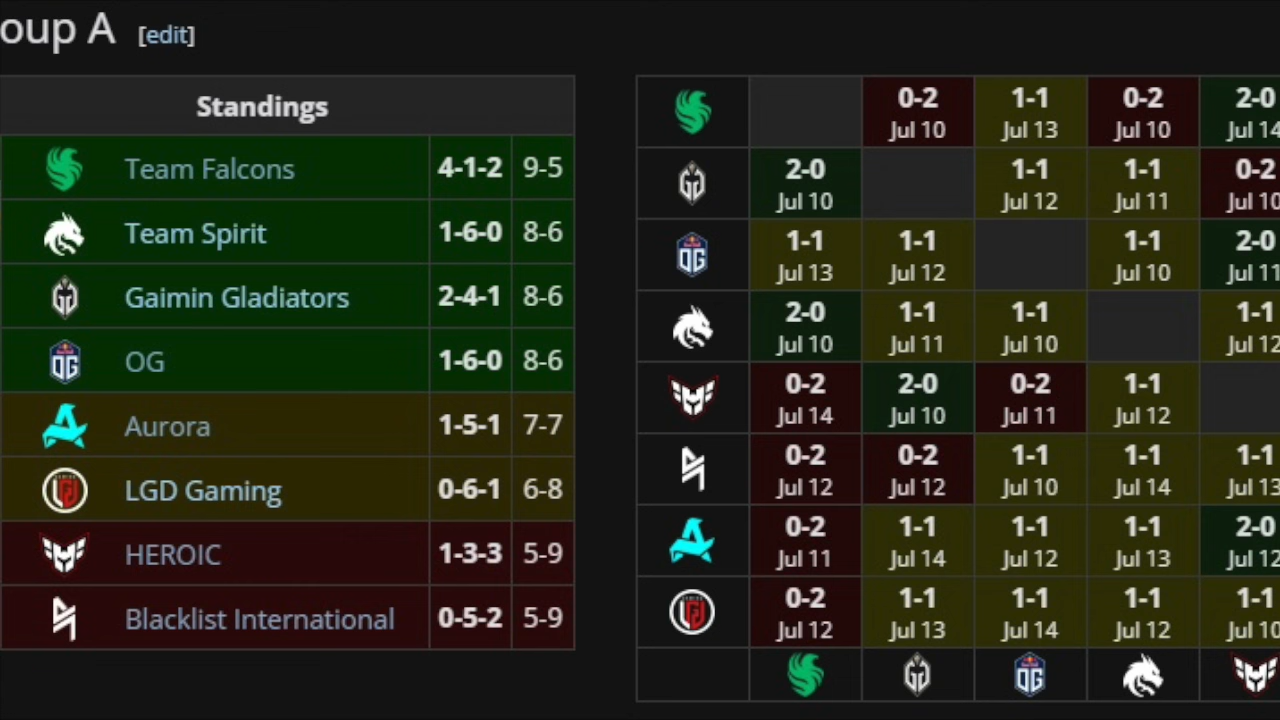 oup A [edit]
Standings
Team Falcons 4-1-2 9-5
Team Spirit 1-6-0 8-6
Gaimin Gladiators 2-4-1 8-6
OG 1-6-0 8-6
Aurora 1-5-1 7-7
LGD Gaming 0-6-1 6-8
HEROIC 1-3-3 5-9
Blacklist International 0-5-2 5-9
0-2 1-1 0-2 2-0
Jul 10 Jul 13 Jul 10 Jul 14
2-0 1-1 1-1 0-2
Jul 10 Jul 12 Jul 11 Jul 10
OG 1-1 1-1 1-1 2-0
Jul 13 Jul 12 Jul 10 Jul 11
2-0 1-1 1-1 1-1
Jul 10 Jul 11 Jul 10 Jul 12
0-2 2-0 0-2 1-1
Jul 14 Jul 10 Jul 11 Jul 12
0-2 0-2 1-1 1-1 1-1
Jul 12 Jul 12 Jul 10 Jul 14 Jul 13
0-2 1-1 1-1 1-1 2-0
Jul 11 Jul 14 Jul 12 Jul 13 Jul 12
0-2 1-1 1-1 1-1 1-1
Jul 12 Jul 13 Jul 14 Jul 12 Jul 10
OG